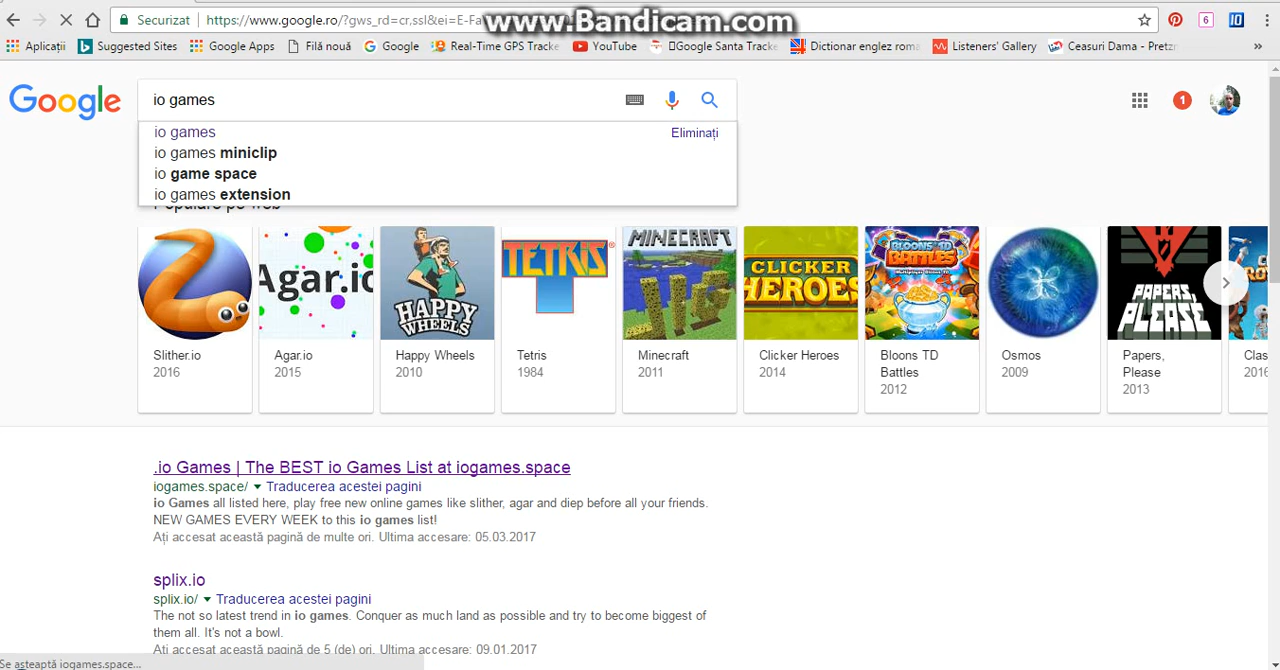 www.Bandicam.com
Securizat https://www.google.ro/?gws_rd=cr,ssl&ei=E-Fa
Aplicații Suggested Sites Google Apps Filă nouă Google Real-Time GPS Tracke YouTube Google Santa Tracke Dictionar englez roma Listeners' Gallery Ceasuri Dama - Pretz »
6 10
Google io games 1
io games Eliminați
io games miniclip
io game space
io games extension
Populare pe web
Agar.io HAPPY WHEELS TETRIS MINECRAFT CLICKER HEROES BLOONS TD BATTLES PAPERS, PLEASE
Slither.io Agar.io Happy Wheels Tetris Minecraft Clicker Heroes Bloons TD Osmos Papers, Clas
2016 2015 2010 1984 2011 2014 Battles 2009 Please 2016
2012 2013
.io Games | The BEST io Games List at iogames.space
iogames.space/ Traducerea acestei pagini
io Games all listed here, play free new online games like slither, agar and diep before all your friends.
NEW GAMES EVERY WEEK to this io games list!
Ați accesat această pagină de multe ori. Ultima accesare: 05.03.2017
splix.io
splix.io/ Traducerea acestei pagini
The not so latest trend in io games. Conquer as much land as possible and try to become biggest of
them all. It's not a bowl.
Ați accesat această pagină de 5 (de) ori. Ultima accesare: 09.01.2017
Se așteaptă iogames.space...